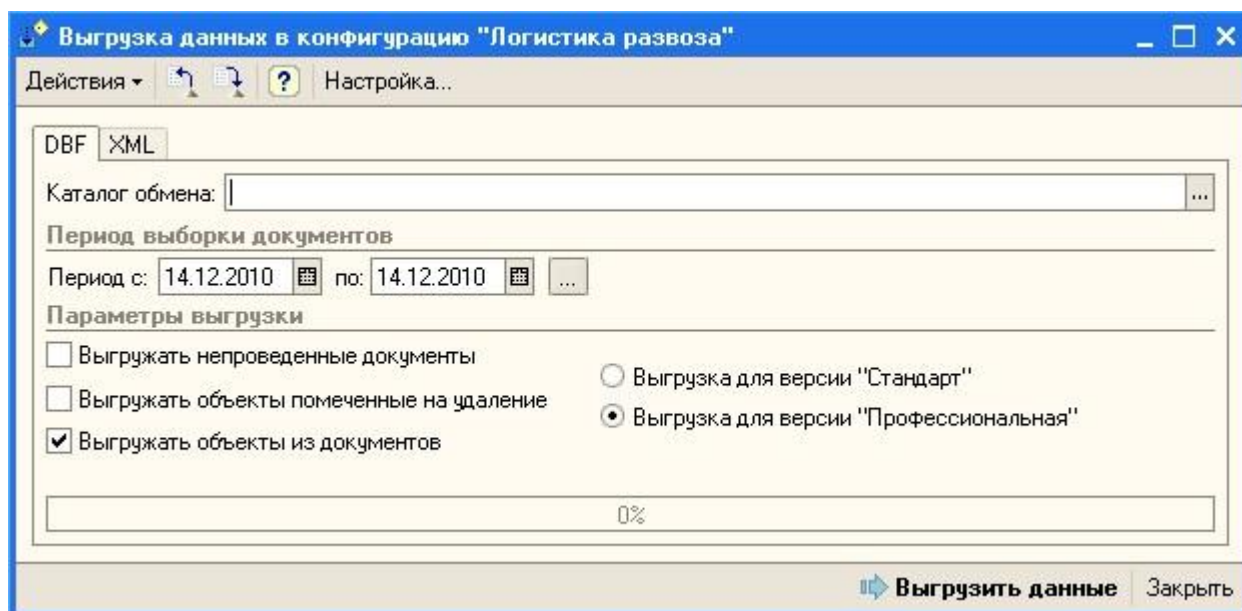 Выгрузка данных в конфигурацию "Логистика развоза"
Действия Настройка...
DBF XML
Каталог обмена: ...
Период выборки документов
Период с: 14.12.2010 по: 14.12.2010 ...
Параметры выгрузки
Выгружать непроведенные документы
Выгрузка для версии "Стандарт"
Выгружать объекты помеченные на удаление
Выгрузка для версии "Профессиональная"
Выгружать объекты из документов
0%
Выгрузить данные Закрыть